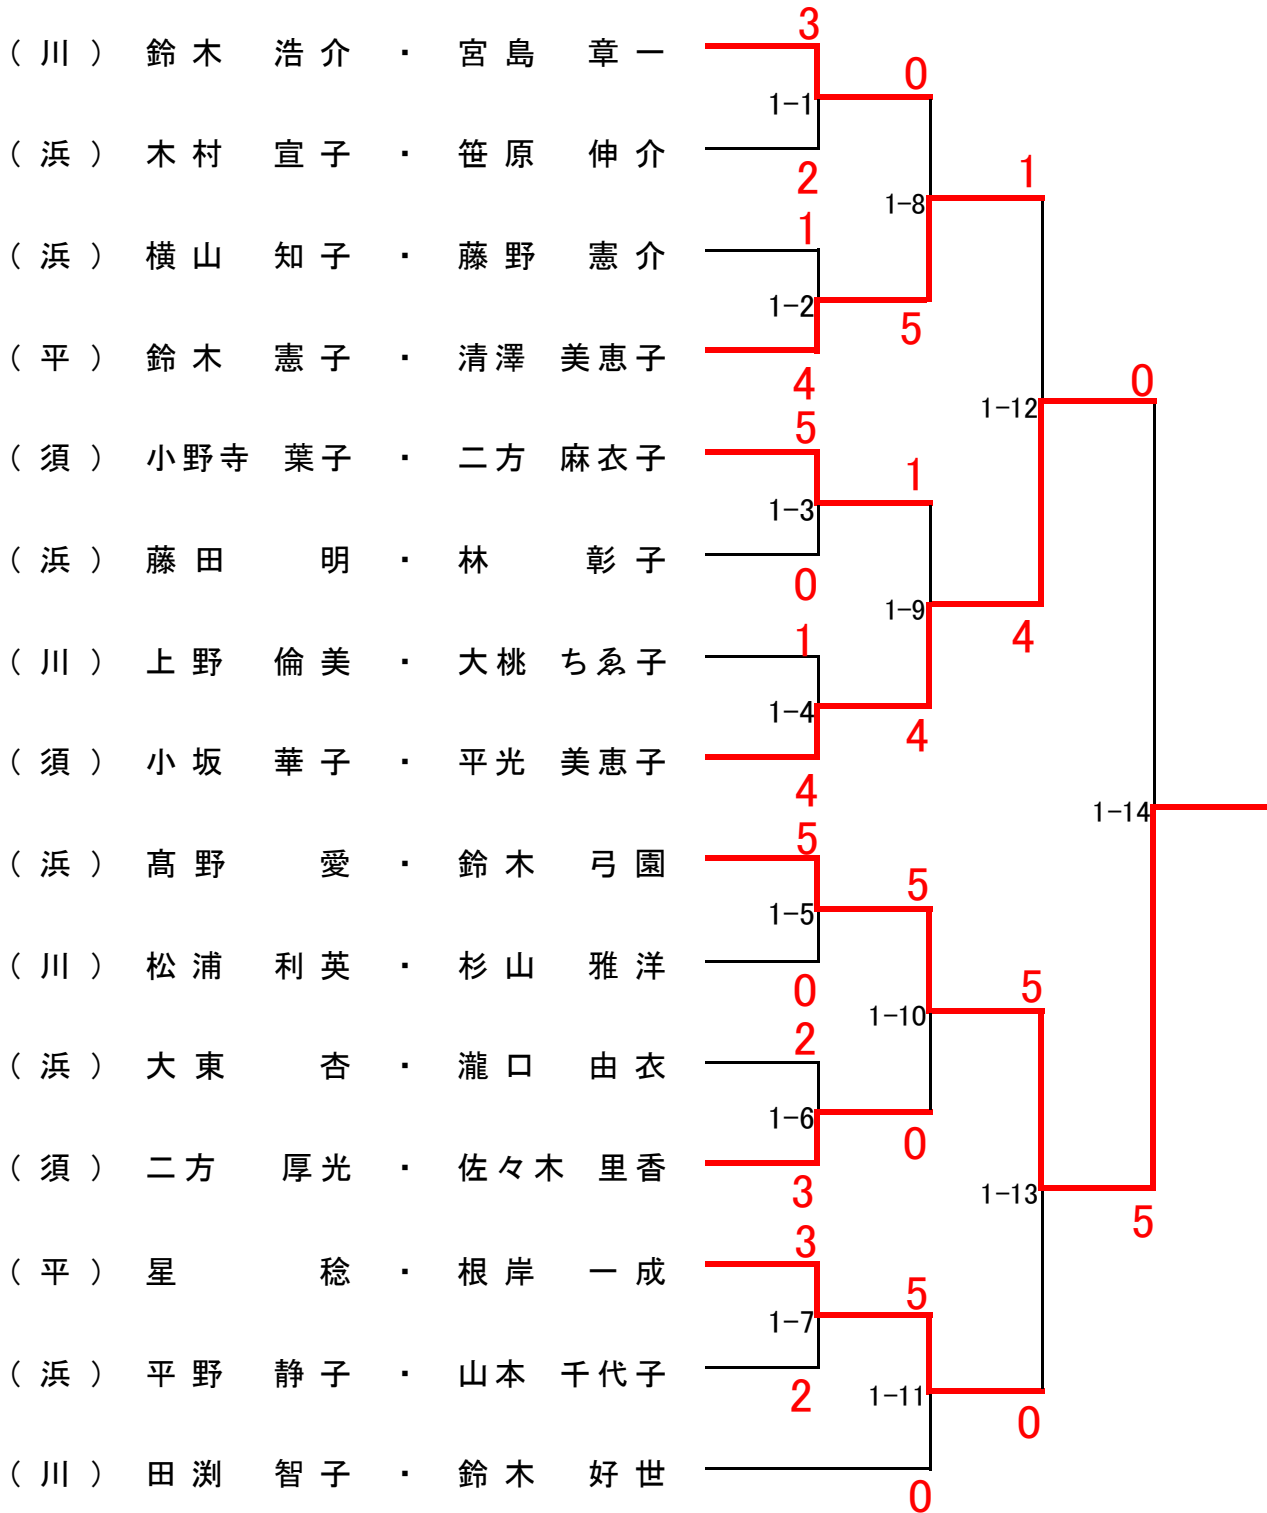 3
(川) 鈴木 浩介 ・ 宮島 章一
0
1-1
(浜) 木村 宣子 ・ 笹原 伸介
2
1
1-8
1
(浜) 横山 知子 ・ 藤野 憲介
1-2
5
(平) 鈴木 憲子 ・ 清澤 美恵子
4
0
1-12
5
(須) 小野寺 葉子 ・ 二方 麻衣子
1
1-3
(浜) 藤田 明 ・ 林 彰子
0
1-9
4
1
(川) 上野 倫美 ・ 大桃 ちゑ子
1-4
4
(須) 小坂 華子 ・ 平光 美恵子
4
1-14
5
(浜) 髙野 愛 ・ 鈴木 弓園
5
1-5
(川) 松浦 利英 ・ 杉山 雅洋
0
5
1-10
2
(浜) 大東 杏 ・ 瀧口 由衣
1-6
0
(須) 二方 厚光 ・ 佐々木 里香
3
1-13
5
3
(平) 星 稔 ・ 根岸 一成
5
1-7
(浜) 平野 静子 ・ 山本 千代子
2
1-11
0
(川) 田渕 智子 ・ 鈴木 好世
0